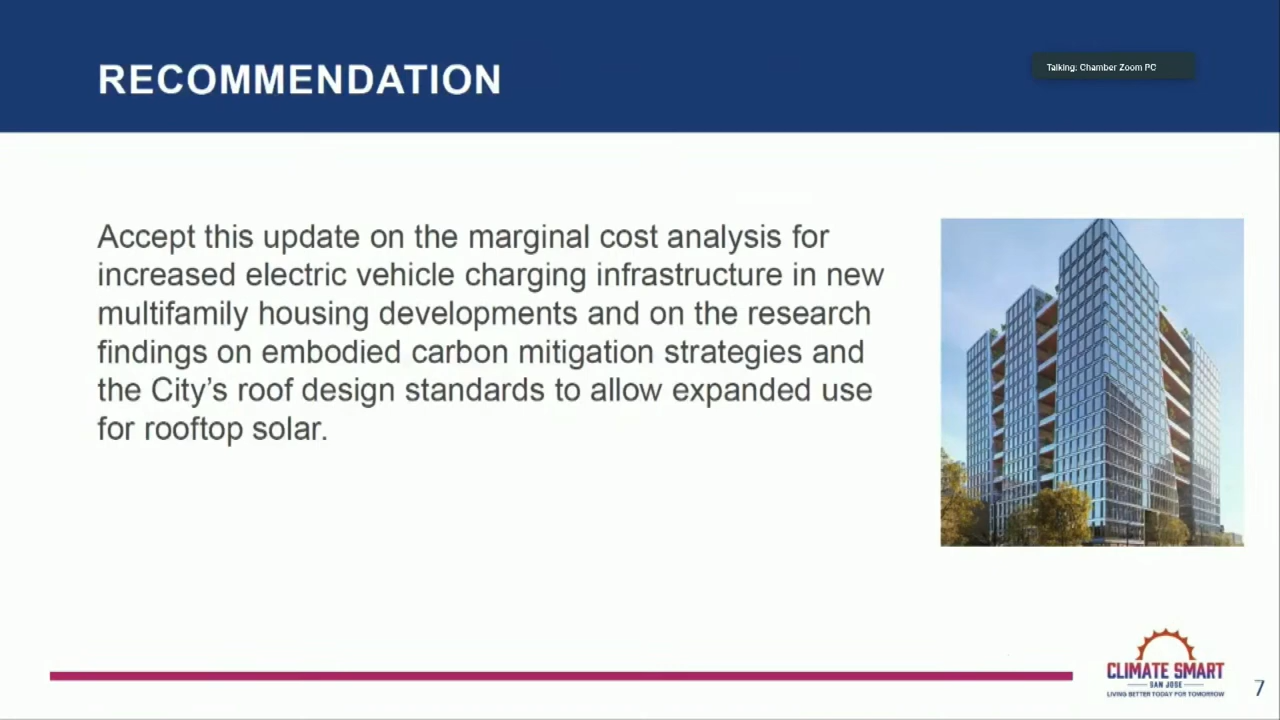 RECOMMENDATION
Talking: Chamber Zoom PC
Accept this update on the marginal cost analysis for
increased electric vehicle charging infrastructure in new
multifamily housing developments and on the research
findings on embodied carbon mitigation strategies and
the City’s roof design standards to allow expanded use
for rooftop solar.
CLIMATE SMART
SAN JOSE
LIVING BETTER TODAY FOR TOMORROW
7